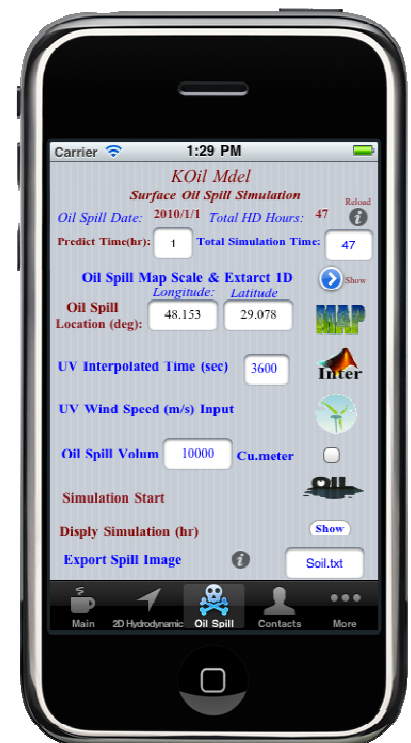 Carrier 1:29 PM
KOil Mdel
Surface Oil Spill Simulation
Reload
Oil Spill Date: 2010/1/1 Total HD Hours: 47
Predict Time(hr): 1 Total Simulation Time: 47
Oil Spill Map Scale & Extarct 1D Show
Longitude: Latitude
Oil Spill Location (deg): 48.153 29.078 MAP
UV Interpolated Time (sec) 3600 Inter
UV Wind Speed (m/s) Input
Oil Spill Volum 10000 Cu.meter
OIL
Simulation Start
Disply Simulation (hr) Show
Export Spill Image Soil.txt
Main 2D Hydrodynamic Oil Spill Contacts More